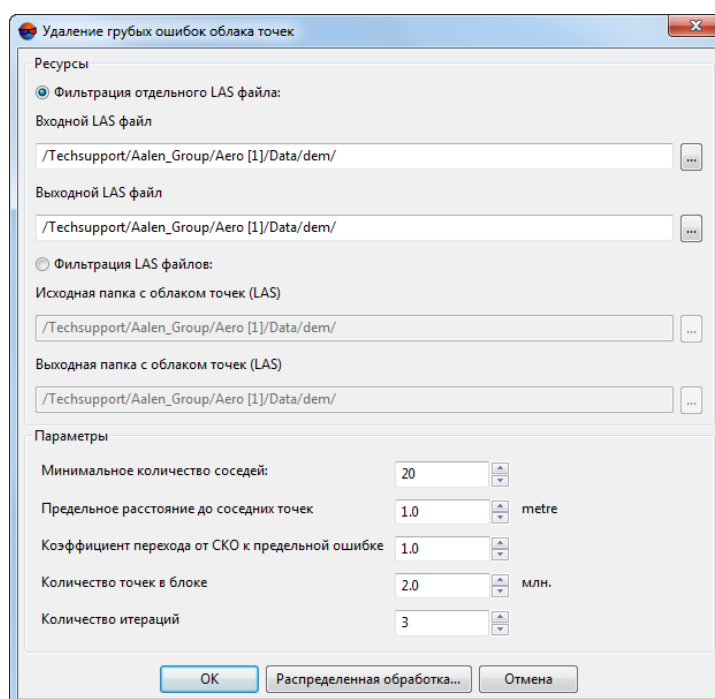 Удаление грубых ошибок облака точек
Ресурсы
Фильтрация отдельного LAS файла:
Входной LAS файл
/Techsupport/Aalen_Group/Aero [1]/Data/dem/
...
Выходной LAS файл
/Techsupport/Aalen_Group/Aero [1]/Data/dem/
...
Фильтрация LAS файлов:
Исходная папка с облаком точек (LAS)
/Techsupport/Aalen_Group/Aero [1]/Data/dem/
...
Выходная папка с облаком точек (LAS)
/Techsupport/Aalen_Group/Aero [1]/Data/dem/
...
Параметры
Минимальное количество соседей: 20
Предельное расстояние до соседних точек 1.0 metre
Коэффициент перехода от СКО к предельной ошибке 1.0
Количество точек в блоке 2.0 млн.
Количество итераций 3
OK Распределенная обработка... Отмена